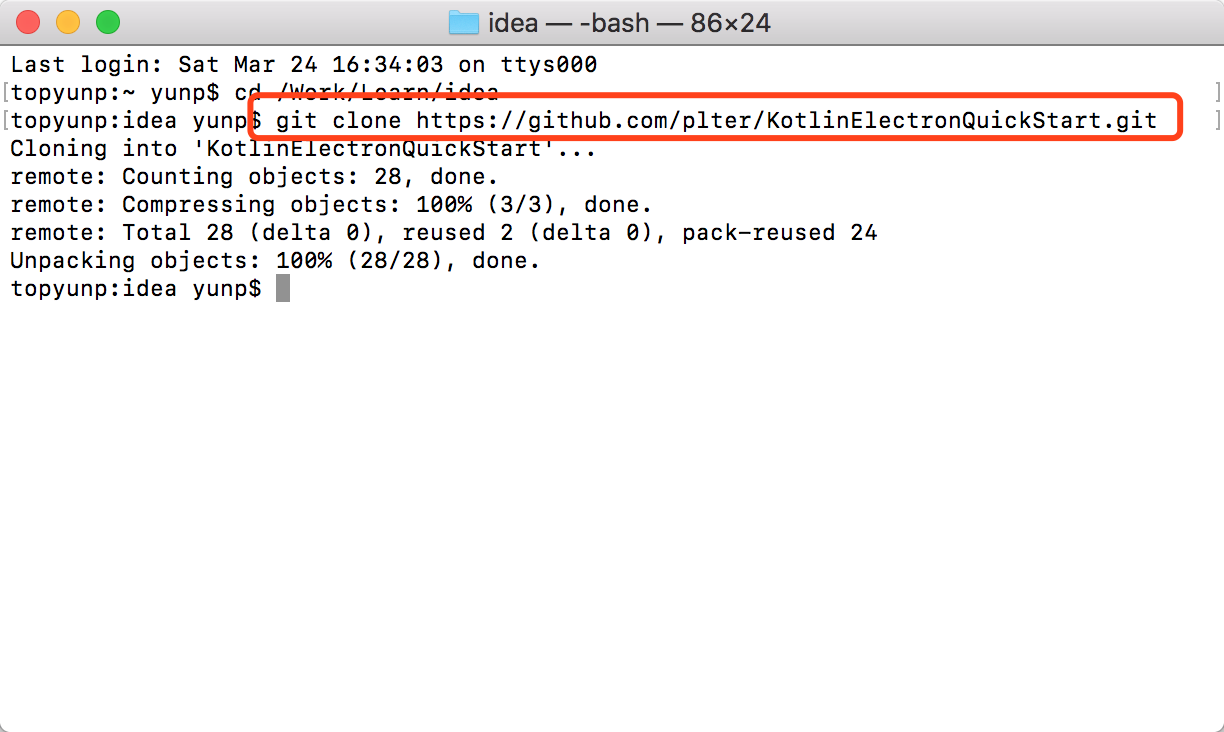 idea — -bash — 86×24
Last login: Sat Mar 24 16:34:03 on ttys000
[topyunp:~ yunp$ cd /Work/Learn/idea ]
[topyunp:idea yunp$ git clone https://github.com/plter/KotlinElectronQuickStart.git ]
Cloning into 'KotlinElectronQuickStart'...
remote: Counting objects: 28, done.
remote: Compressing objects: 100% (3/3), done.
remote: Total 28 (delta 0), reused 2 (delta 0), pack-reused 24
Unpacking objects: 100% (28/28), done.
topyunp:idea yunp$